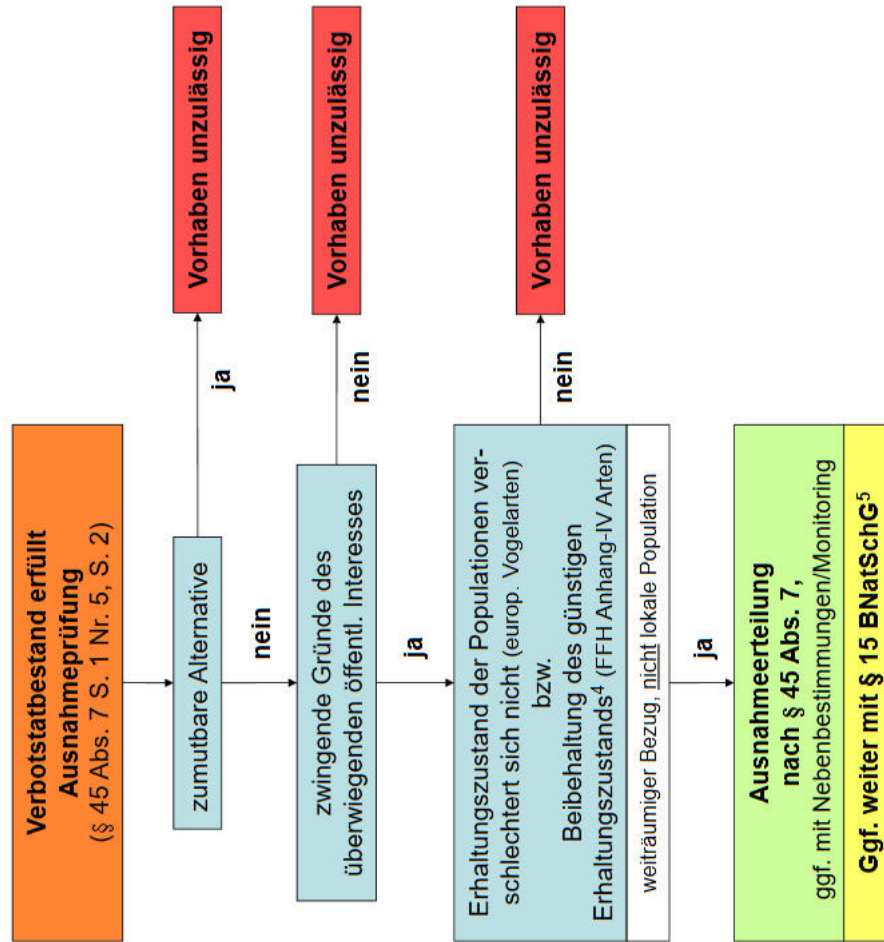 Verbotstatbestand erfüllt
Ausnahmeprüfung
(§ 45 Abs. 7 S. 1 Nr. 5, S. 2)
zumutbare Alternative
ja
Vorhaben unzulässig
nein
zwingende Gründe des
überwiegenden öffentl. Interesses
nein
Vorhaben unzulässig
ja
Erhaltungszustand der Populationen ver-
schlechtert sich nicht (europ. Vogelarten)
bzw.
Beibehaltung des günstigen
Erhaltungszustands⁴ (FFH Anhang-IV Arten)
weiträumiger Bezug, nicht lokale Population
nein
Vorhaben unzulässig
ja
Ausnahmeerteilung
nach § 45 Abs. 7,
ggf. mit Nebenbestimmungen/Monitoring
Ggf. weiter mit § 15 BNatSchG⁵